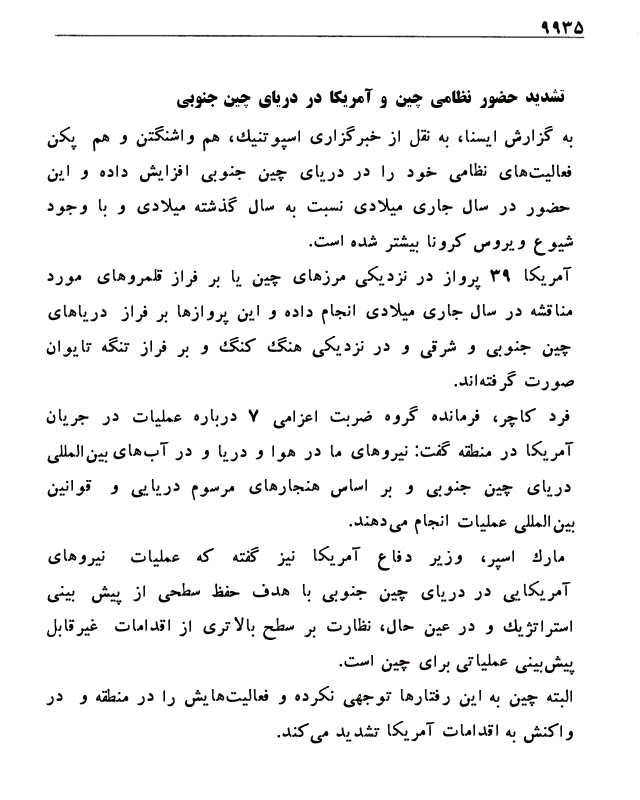 ۹۹۳۵
تشدید حضور نظامی چین و آمریکا در دریای چین جنوبی
به گزارش ایسنا، به نقل از خبرگزاری اسپوتنیك، هم واشنگتن و هم پکن
فعالیت‌های نظامی خود را در دریای چین جنوبی افزایش داده و این
حضور در سال جاری میلادی نسبت به سال گذشته میلادی و با وجود
شیوع ویروس کرونا بیشتر شده است.
آمریکا ۳۹ پرواز در نزدیکی مرزهای چین یا بر فراز قلمروهای مورد
مناقشه در سال جاری میلادی انجام داده و این پروازها بر فراز دریاهای
چین جنوبی و شرقی و در نزدیکی هنگ کنگ و بر فراز تنگه تایوان
صورت گرفته‌اند.
فرد کاچر، فرمانده گروه ضربت اعزامی ۷ درباره عملیات در جریان
آمریکا در منطقه گفت: نیروهای ما در هوا و دریا و در آب‌های بین‌المللی
دریای چین جنوبی و بر اساس هنجارهای مرسوم دریایی و قوانین
بین‌المللی عملیات انجام می‌دهند.
مارك اسپر، وزیر دفاع آمریکا نیز گفته که عملیات نیروهای
آمریکایی در دریای چین جنوبی با هدف حفظ سطحی از پیش بینی
استراتژیك و در عین حال، نظارت بر سطح بالاتری از اقدامات غیرقابل
پیش‌بینی عملیاتی برای چین است.
البته چین به این رفتارها توجهی نکرده و فعالیت‌هایش را در منطقه و در
واکنش به اقدامات آمریکا تشدید می‌کند.